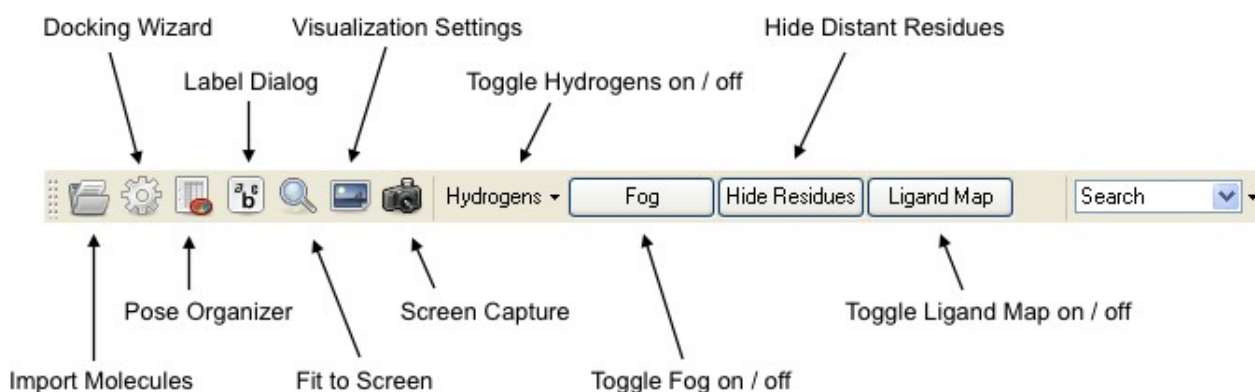 Docking Wizard
Visualization Settings
Hide Distant Residues
Label Dialog
Toggle Hydrogens on / off
a b c
Hydrogens
Fog
Hide Residues
Ligand Map
Search
Pose Organizer
Screen Capture
Toggle Ligand Map on / off
Import Molecules
Fit to Screen
Toggle Fog on / off